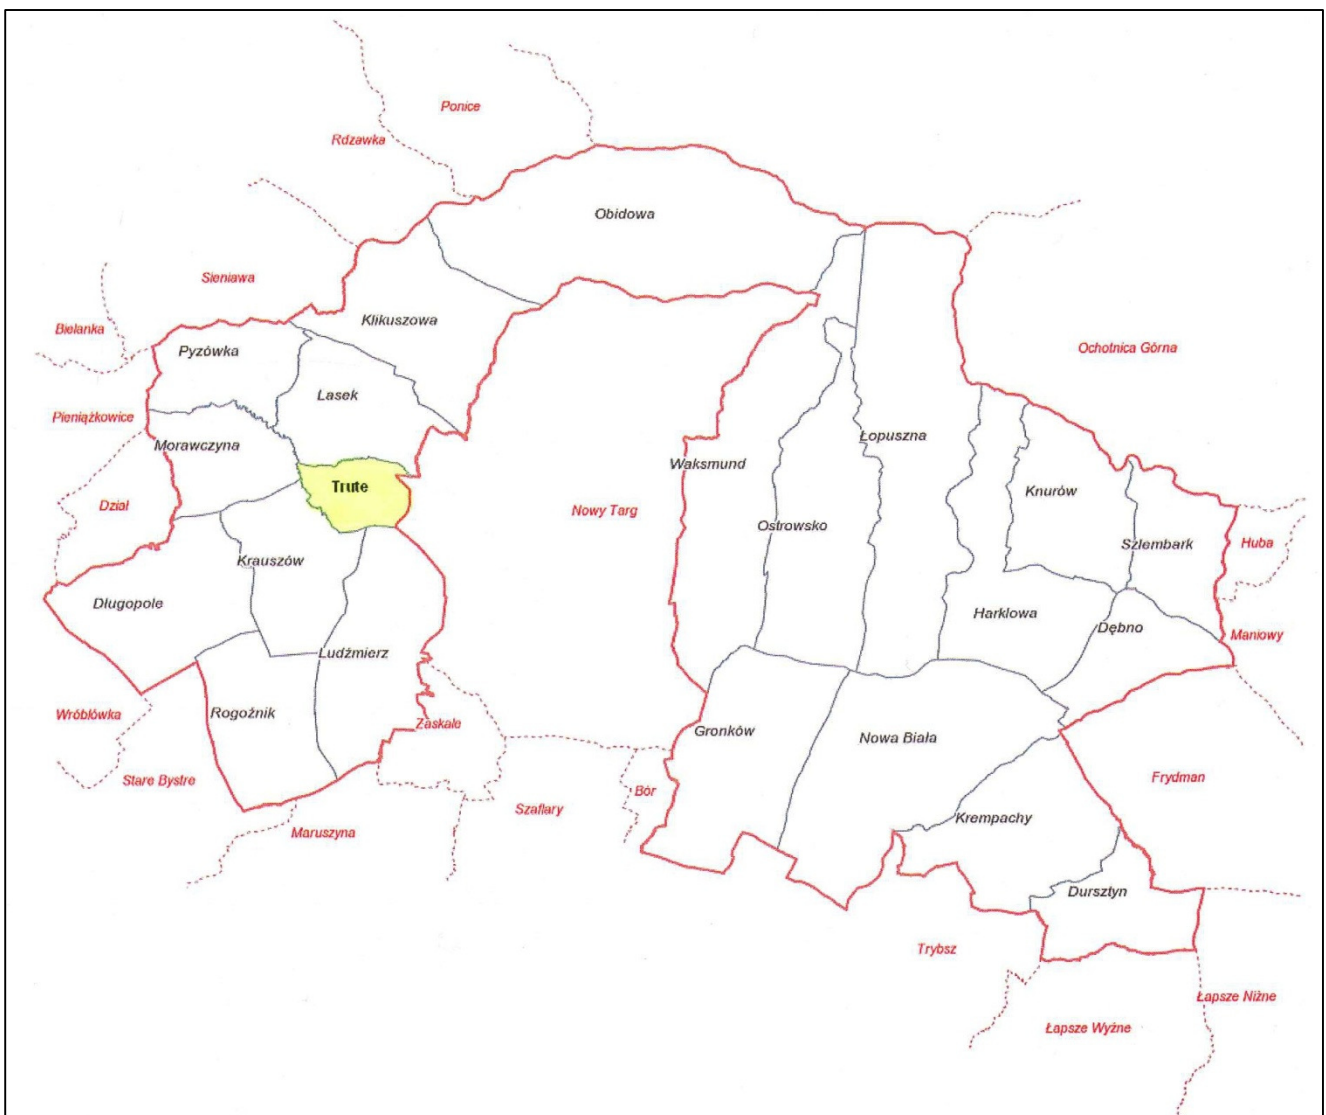 Ponice
Rdzawka
Obidowa
Sieniawa
Klikuszowa
Bielanka
Pyzówka
Ochotnica Górna
Lasek
Pieniążkowice
Morawczyna
Łopuszna
Waksmund
Trute
Knurów
Dział
Nowy Targ
Ostrowsko
Szlembark
Huba
Krauszów
Długopole
Harklowa
Dębno
Maniowy
Ludźmierz
Wróblówka
Rogoźnik
Zaskale
Gronków
Nowa Biała
Stare Bystre
Frydman
Bór
Szaflary
Krempachy
Maruszyna
Dursztyn
Trybsz
Łapsze Niżne
Łapsze Wyżne